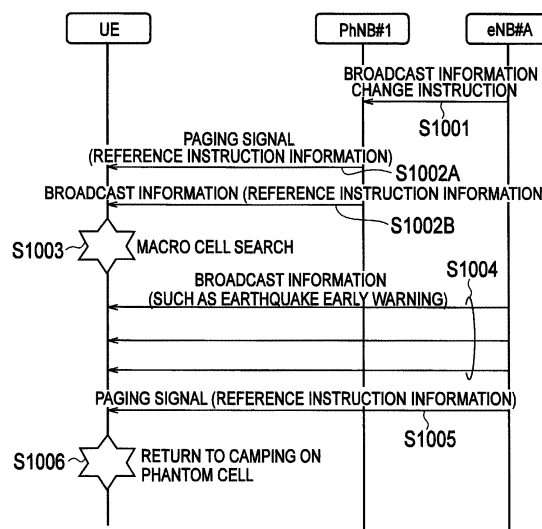 UE
PhNB#1
eNB#A
BROADCAST INFORMATION
CHANGE INSTRUCTION
S1001
PAGING SIGNAL
(REFERENCE INSTRUCTION INFORMATION)
S1002A
BROADCAST INFORMATION (REFERENCE INSTRUCTION INFORMATION
S1002B
S1003
MACRO CELL SEARCH
BROADCAST INFORMATION
(SUCH AS EARTHQUAKE EARLY WARNING)
S1004
PAGING SIGNAL (REFERENCE INSTRUCTION INFORMATION)
S1005
S1006
RETURN TO CAMPING ON
PHANTOM CELL